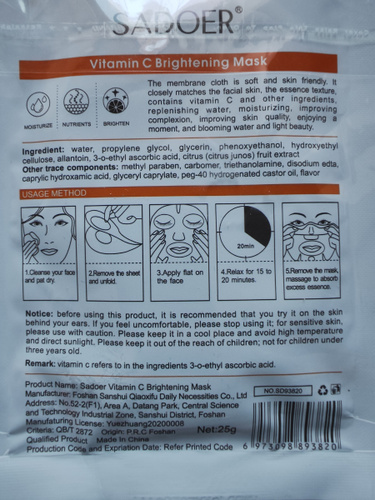 SADOER®
Vitamin C Brightening Mask
The membrane cloth is soft and skin friendly. It
closely matches the facial skin, the essence texture,
contains vitamin C and other ingredients,
replenishing water, moisturizing, improving
complexion, improving skin quality, enjoying a
moment, and blooming water and light beauty.
MOISTURIZE NUTRIENTS BRIGHTEN
Ingredient: water, propylene glycol, glycerin, phenoxyethanol, hydroxyethyl
cellulose, allantoin, 3-o-ethyl ascorbic acid, citrus (citrus junos) fruit extract
Other trace components: methyl paraben, carbomer, triethanolamine, disodium edta,
caprylic hydroxamic acid, glyceryl caprylate, peg-40 hydrogenated castor oil, flavor
USAGE METHOD
20min
1.Cleanse your face
and pat dry.
2.Remove the sheet
and unfold.
3.Apply flat on
the face
4.Relax for 15 to
20 minutes.
5.Remove the mask,
massage to absorb
excess essence.
Notice: before using this product, it is recommended that you try it on the skin
behind your ears. If you feel uncomfortable, please stop using it; for sensitive skin,
please use with caution. Please keep it in a cool place and avoid high temperature
and direct sunlight. Please keep it out of the reach of children; not for children under
three years old.
Remark: vitamin c refers to in the ingredients 3-o-ethyl ascorbic acid.
Product Name: Sadoer Vitamin C Brightening Mask
Manufacturer: Foshan Sanshui Qiaoxifu Daily Necessities Co., Ltd
Address: No.52-2(F1), Area A, Datang Park, Central Science
and Technology Industrial Zone, Sanshui District, Foshan
Manufacturing License: Yuezhuang20200008
Criteria: QB/T 2872 Origin: P.R.C Foshan
Qualified Product Made In China
Production Code and Expriation Date: Refer Printed Code
Net:25g
NO.SD93820
6 973098 893820